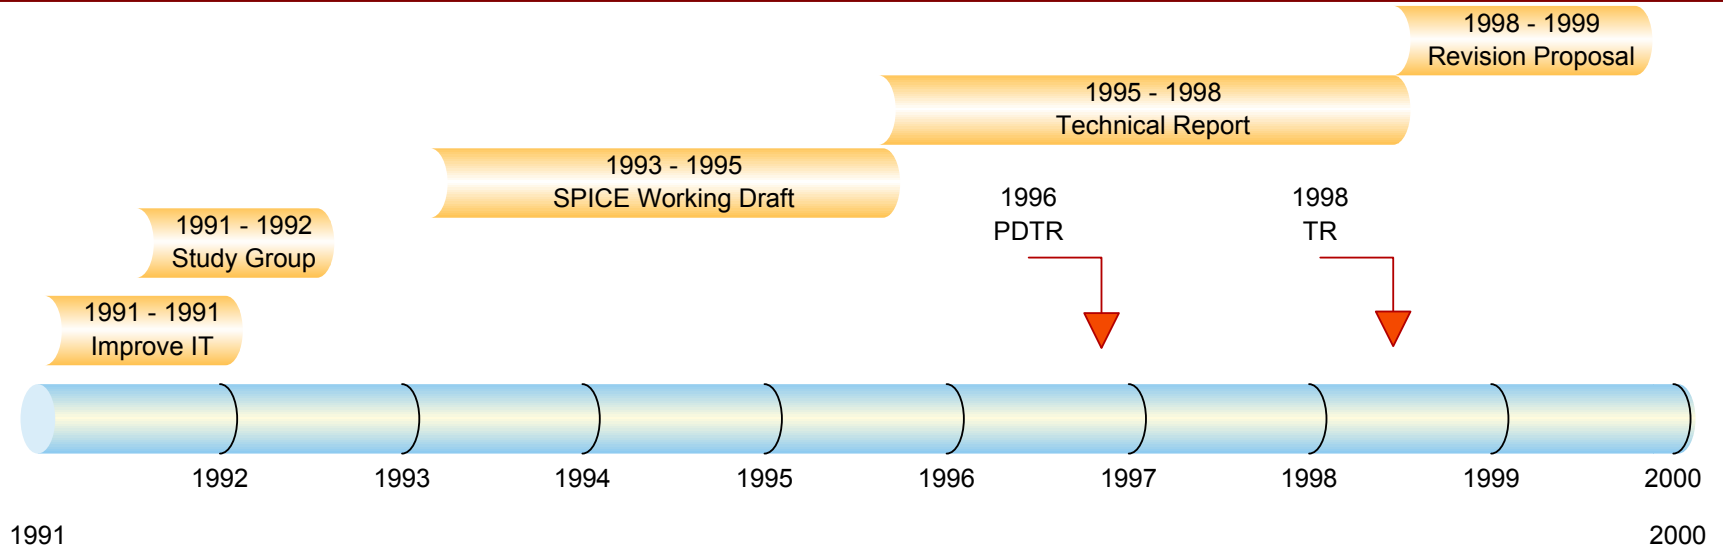 1998 - 1999
Revision Proposal
1995 - 1998
Technical Report
1993 - 1995
SPICE Working Draft
1996
PDTR
1998
TR
1991 - 1992
Study Group
1991 - 1991
Improve IT
1992
1993
1994
1995
1996
1997
1998
1999
2000
1991
2000